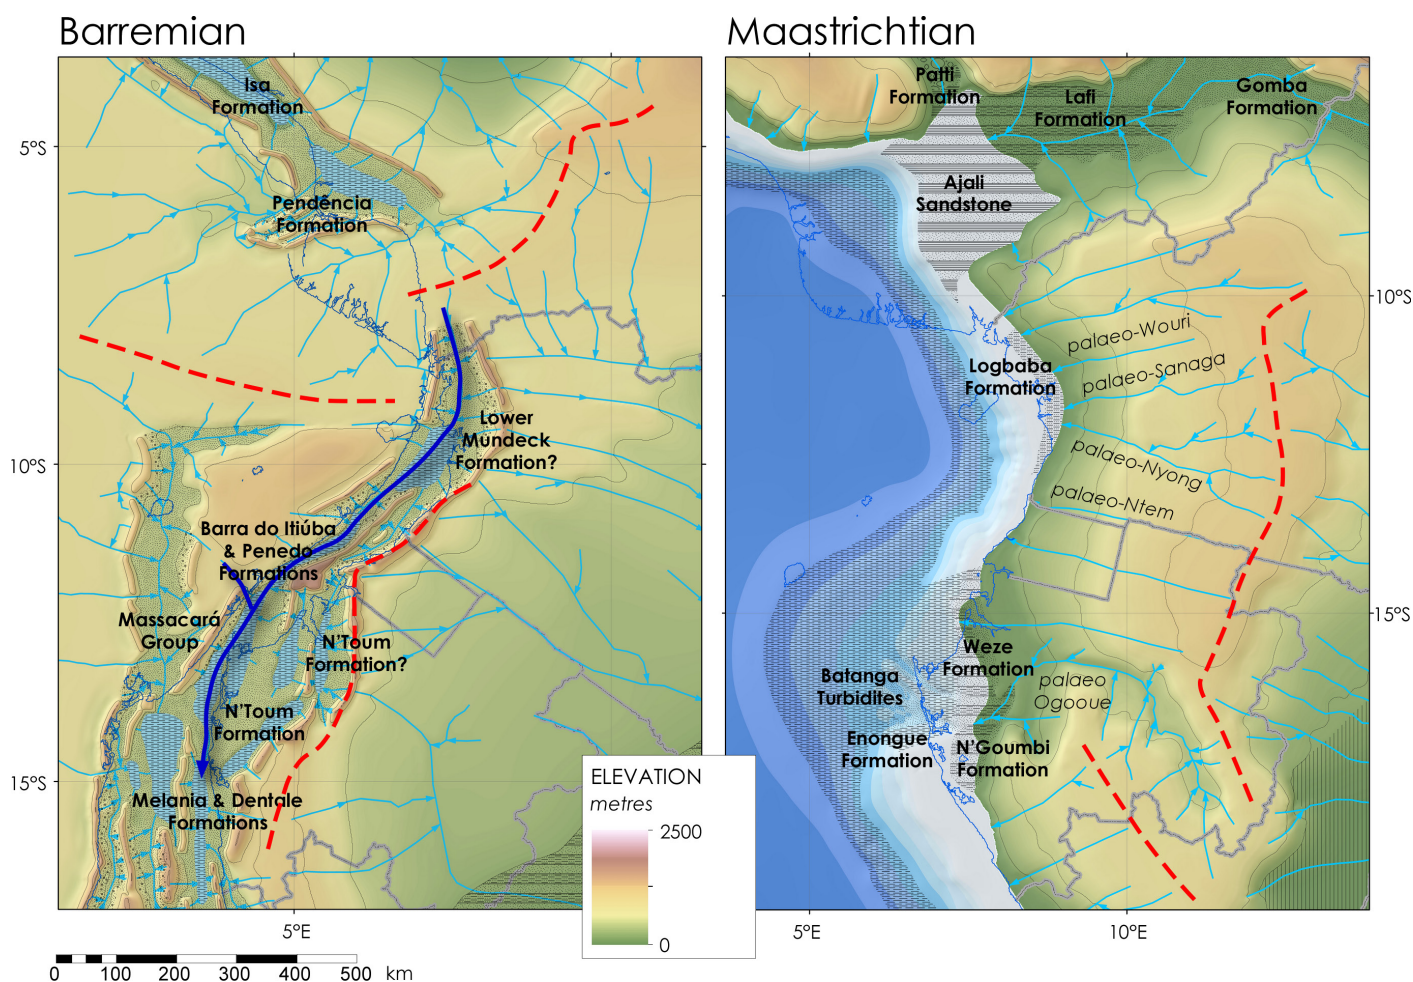 Barremian
Maastrichtian
Isa
Formation
Pendência
Formation
Lower
Mundeck
Formation?
Barra do Itiúba
& Penedo
Formations
Massacará
Group
N'Toum
Formation?
N'Toum
Formation
Melania & Dentale
Formations
5°S
10°S
15°S
5°E
0 100 200 300 400 500 km
ELEVATION
metres
2500
0
Patti
Formation
Lafi
Formation
Gomba
Formation
Ajali
Sandstone
Logbaba
Formation
palaeo-Wouri
palaeo-Sanaga
palaeo-Nyong
palaeo-Ntem
Weze
Formation
Batanga
Turbidites
palaeo
Ogooue
Enongue
Formation
N'Goumbi
Formation
10°S
15°S
5°E
10°E